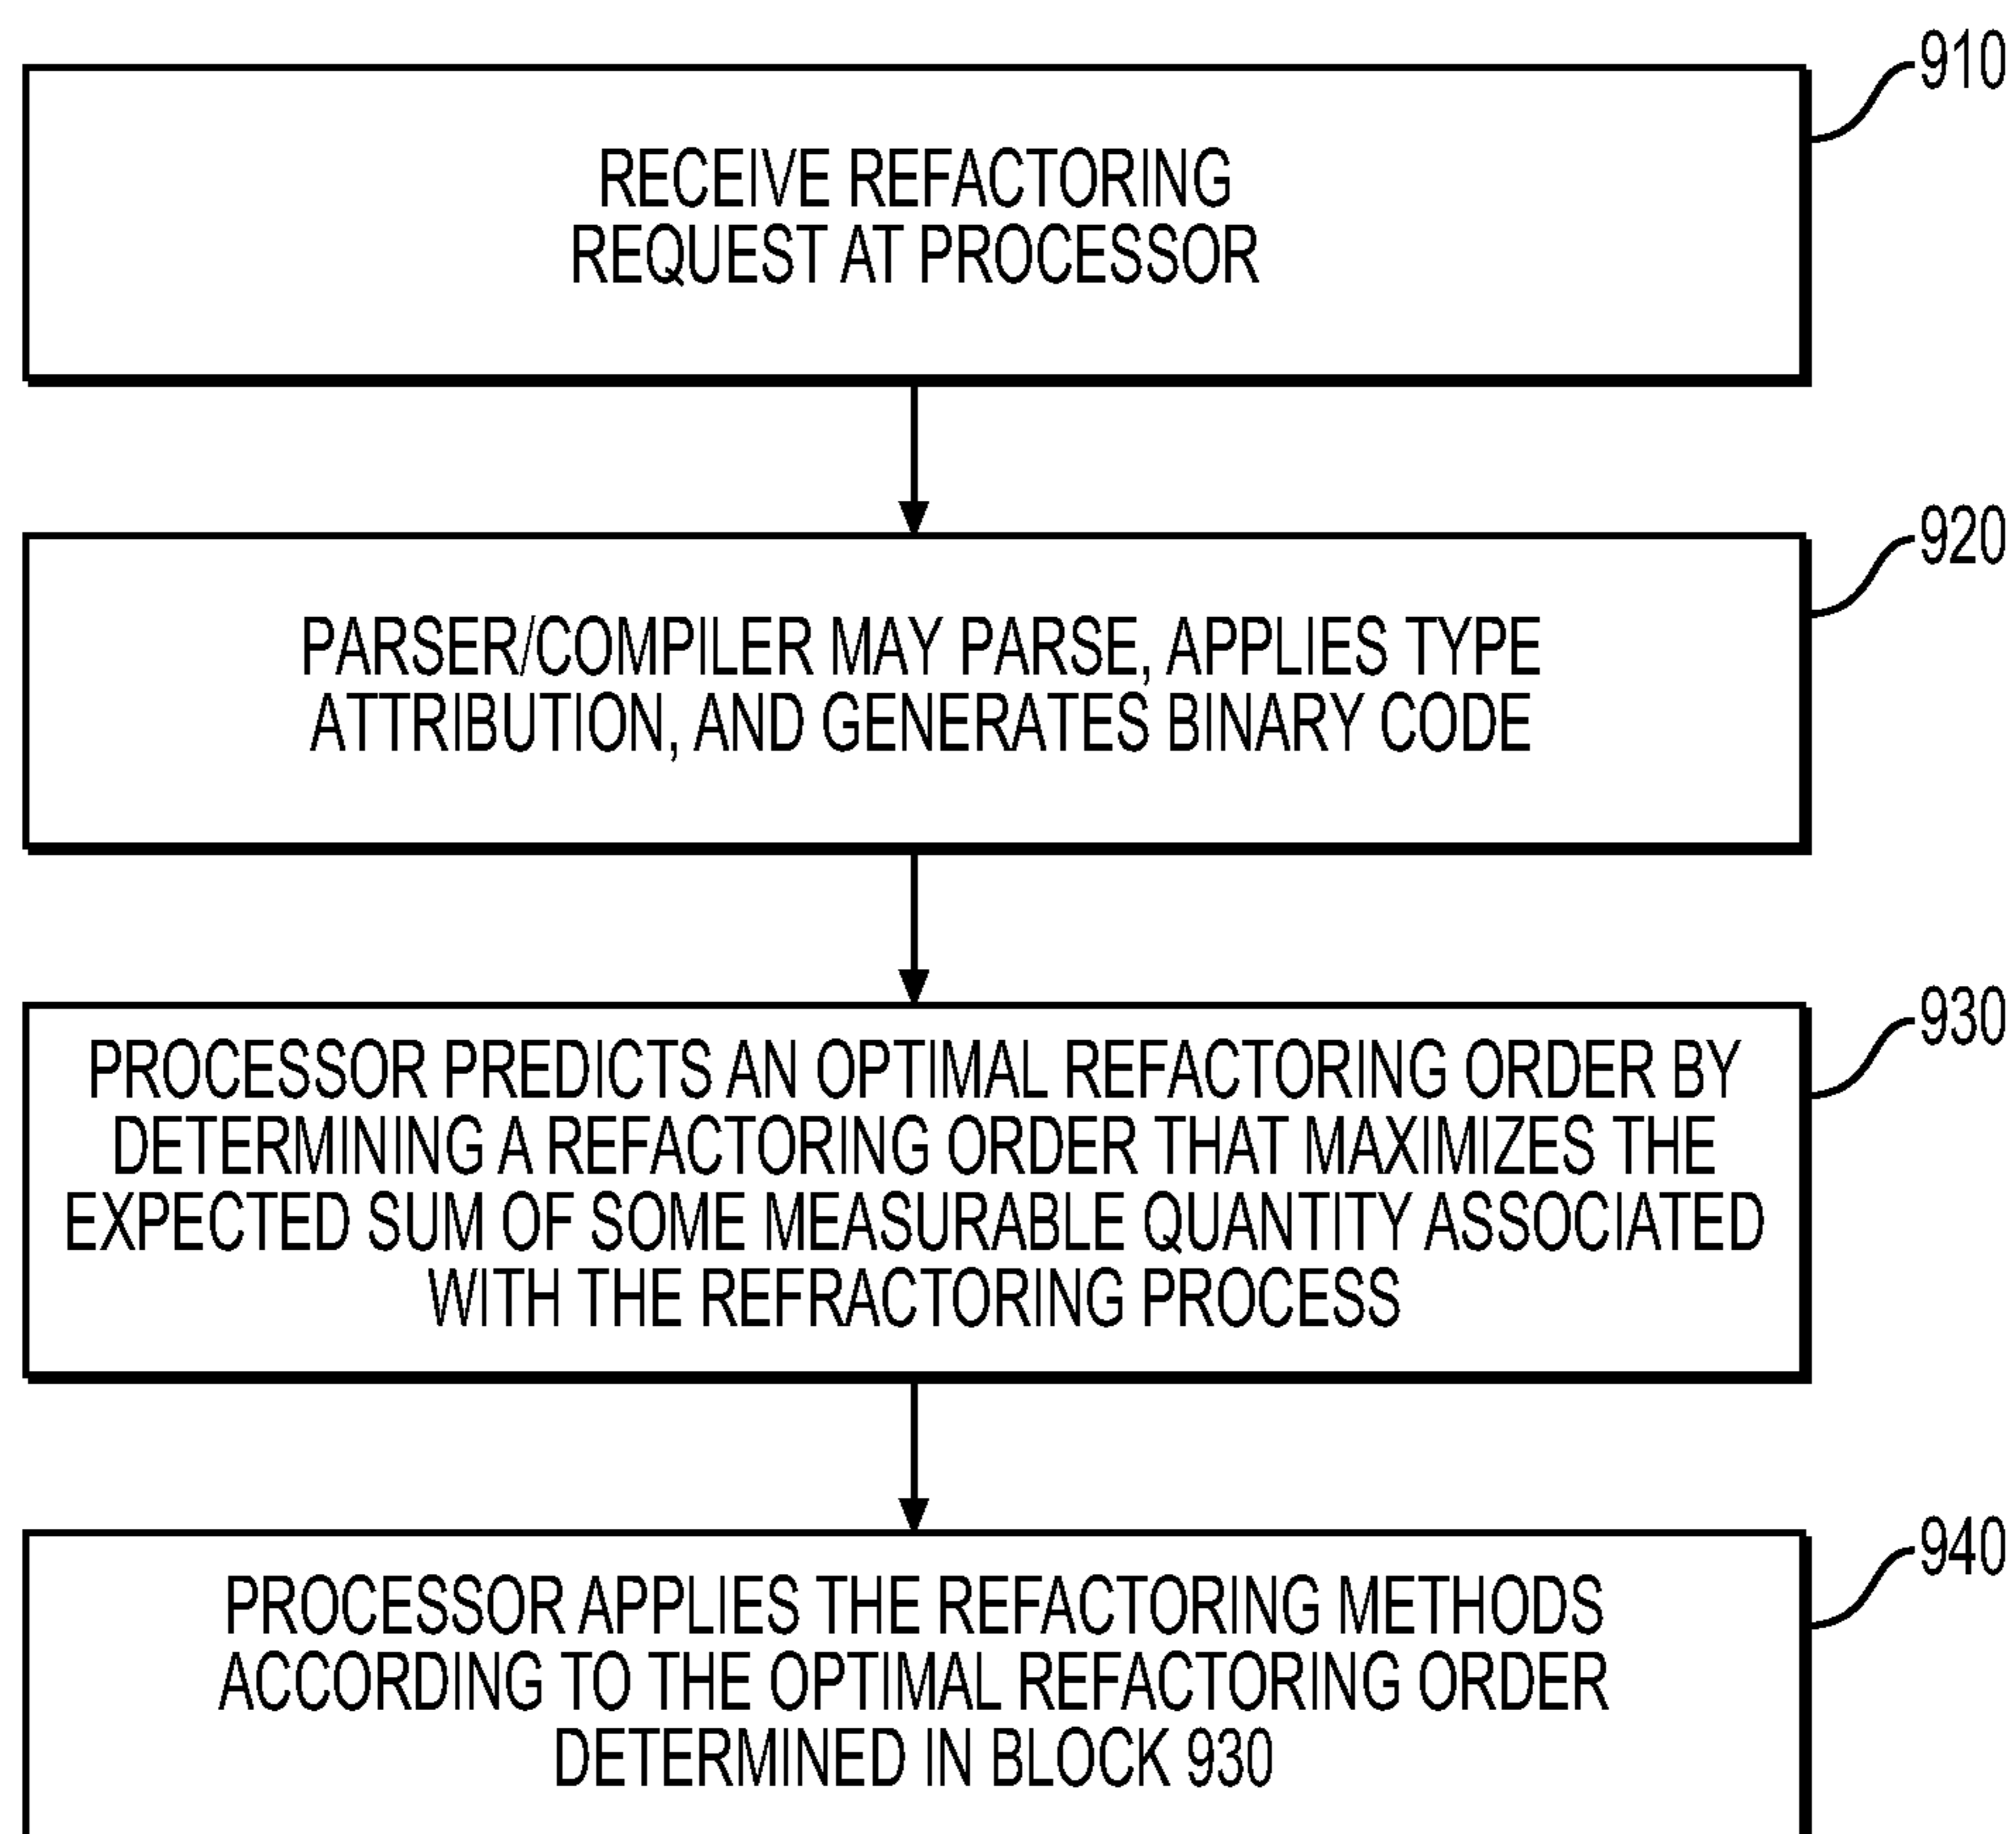 910
RECEIVE REFACTORING
REQUEST AT PROCESSOR
920
PARSER/COMPILER MAY PARSE, APPLIES TYPE
ATTRIBUTION, AND GENERATES BINARY CODE
930
PROCESSOR PREDICTS AN OPTIMAL REFACTORING ORDER BY
DETERMINING A REFACTORING ORDER THAT MAXIMIZES THE
EXPECTED SUM OF SOME MEASURABLE QUANTITY ASSOCIATED
WITH THE REFRACTORING PROCESS
940
PROCESSOR APPLIES THE REFACTORING METHODS
ACCORDING TO THE OPTIMAL REFACTORING ORDER
DETERMINED IN BLOCK 930